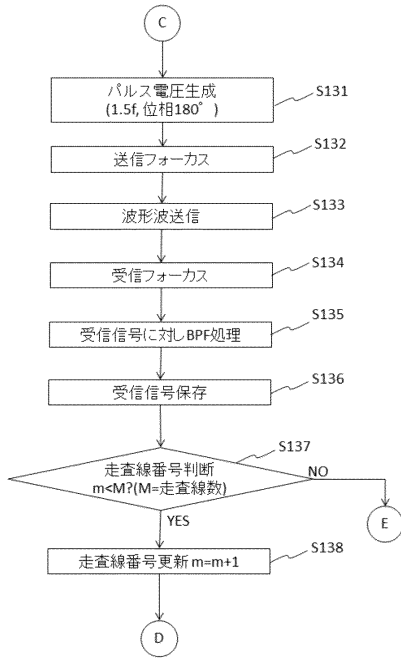 C
パルス電圧生成
(1.5f, 位相180°)
S131
送信フォーカス
S132
波形波送信
S133
受信フォーカス
S134
受信信号に対しBPF処理
S135
受信信号保存
S136
走査線番号判断
m<M?(M=走査線数)
S137
NO
E
YES
走査線番号更新 m=m+1
S138
D